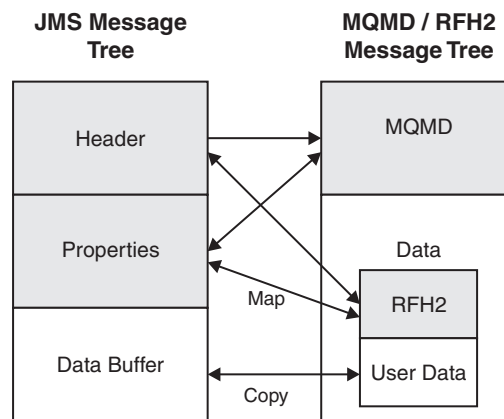 JMS Message
Tree
MQMD / RFH2
Message Tree
Header
MQMD
Properties
Data
Map
RFH2
Data Buffer
User Data
Copy